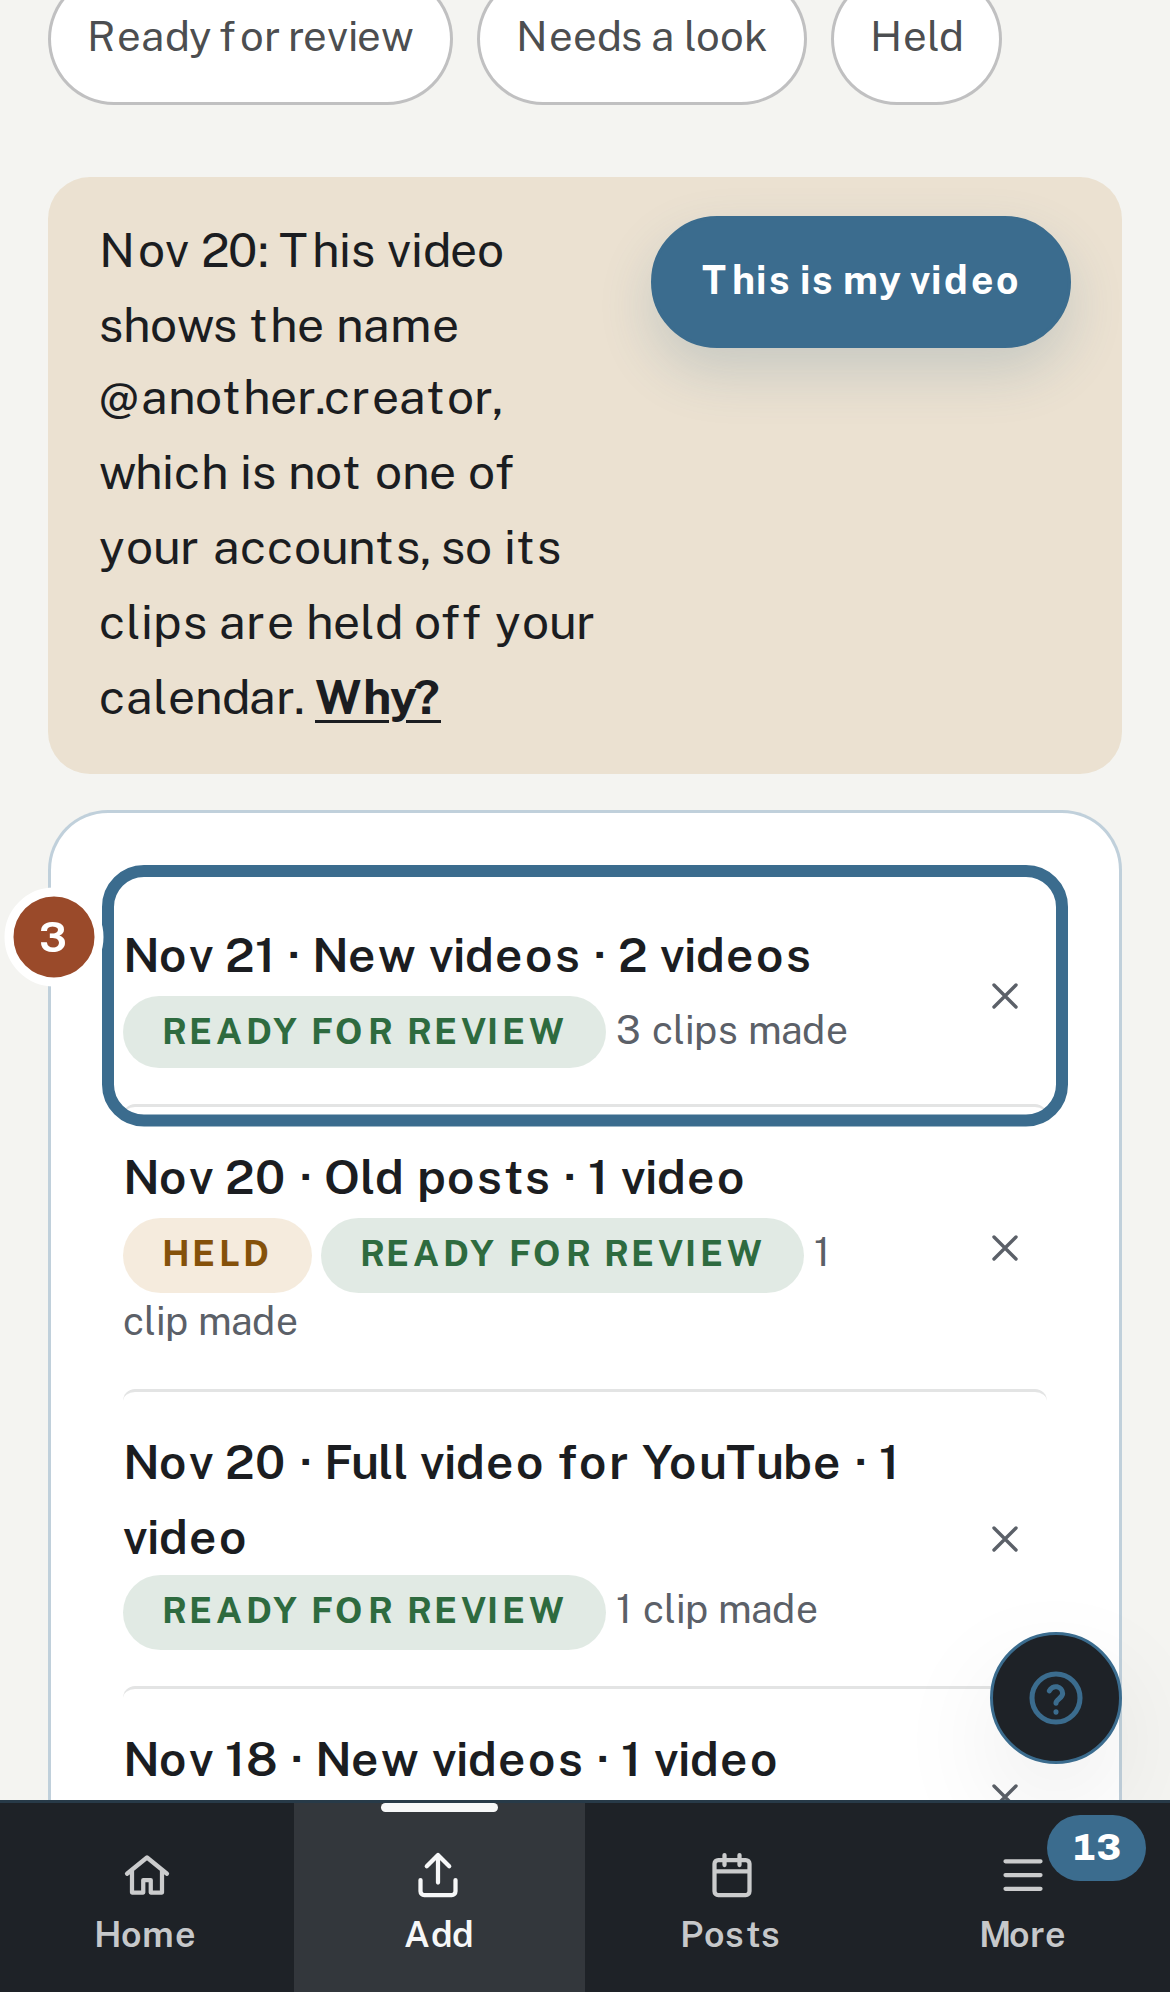 Ready for review
Needs a look
Held
Nov 20: This video
shows the name
@another.creator,
which is not one of
your accounts, so its
clips are held off your
calendar. Why?
This is my video
3
Nov 21 · New videos · 2 videos
READY FOR REVIEW 3 clips made
Nov 20 · Old posts · 1 video
HELD READY FOR REVIEW 1
clip made
Nov 20 · Full video for YouTube · 1
video
READY FOR REVIEW 1 clip made
Nov 18 · New videos · 1 video
13
Home
Add
Posts
More